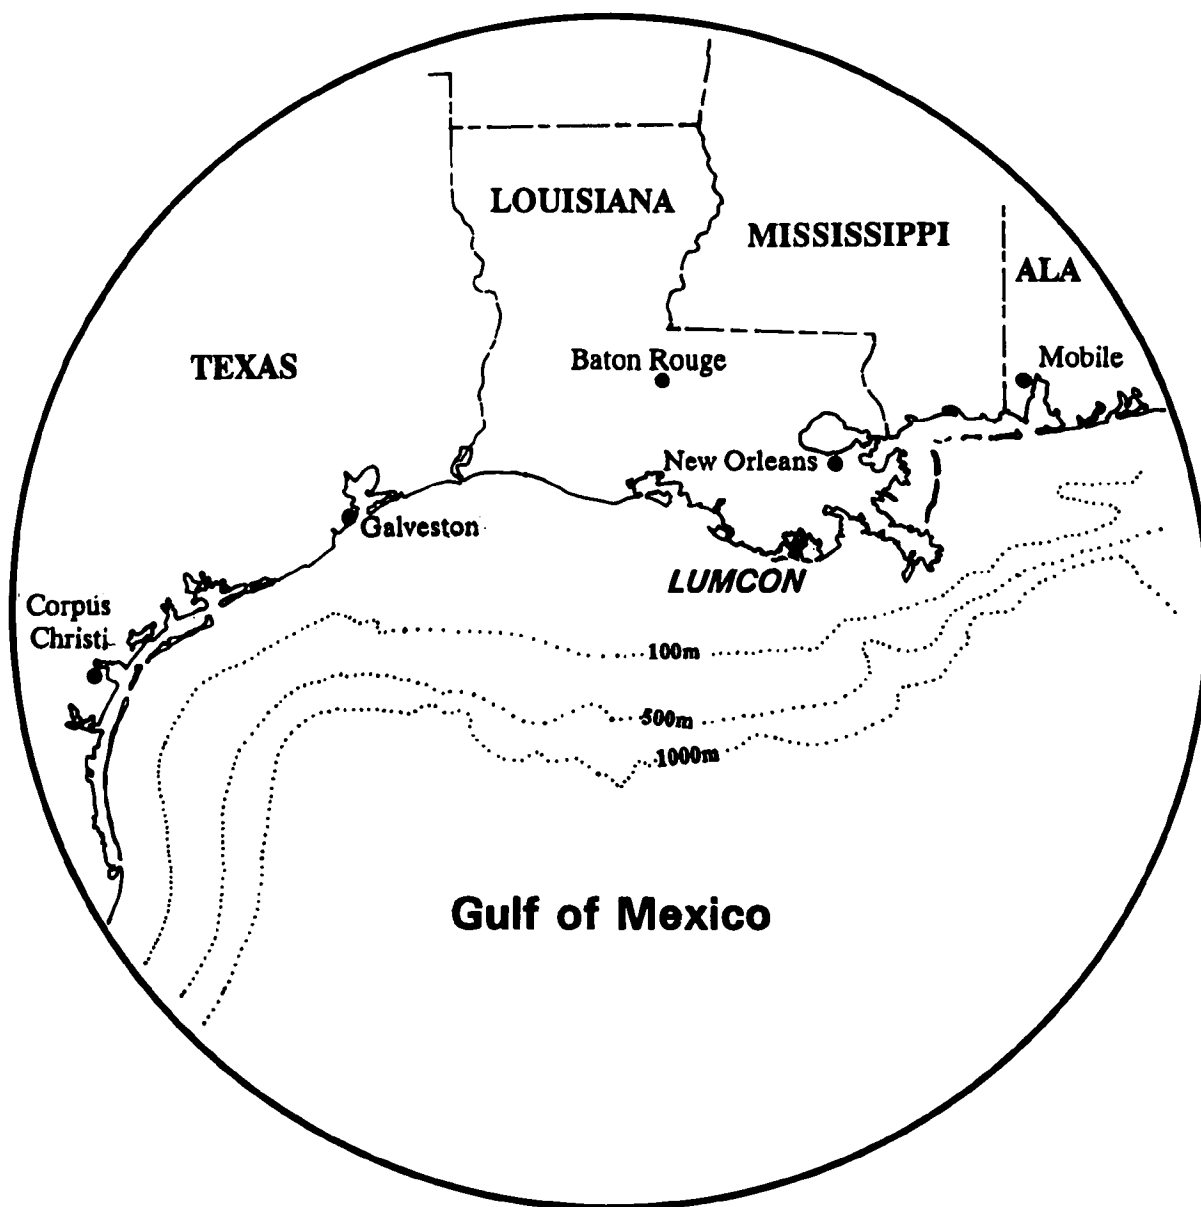 LOUISIANA
MISSISSIPPI
ALA
TEXAS
Baton Rouge
Mobile
New Orleans
Galveston
LUMCON
Corpus
Christi
100m
500m
1000m
Gulf of Mexico